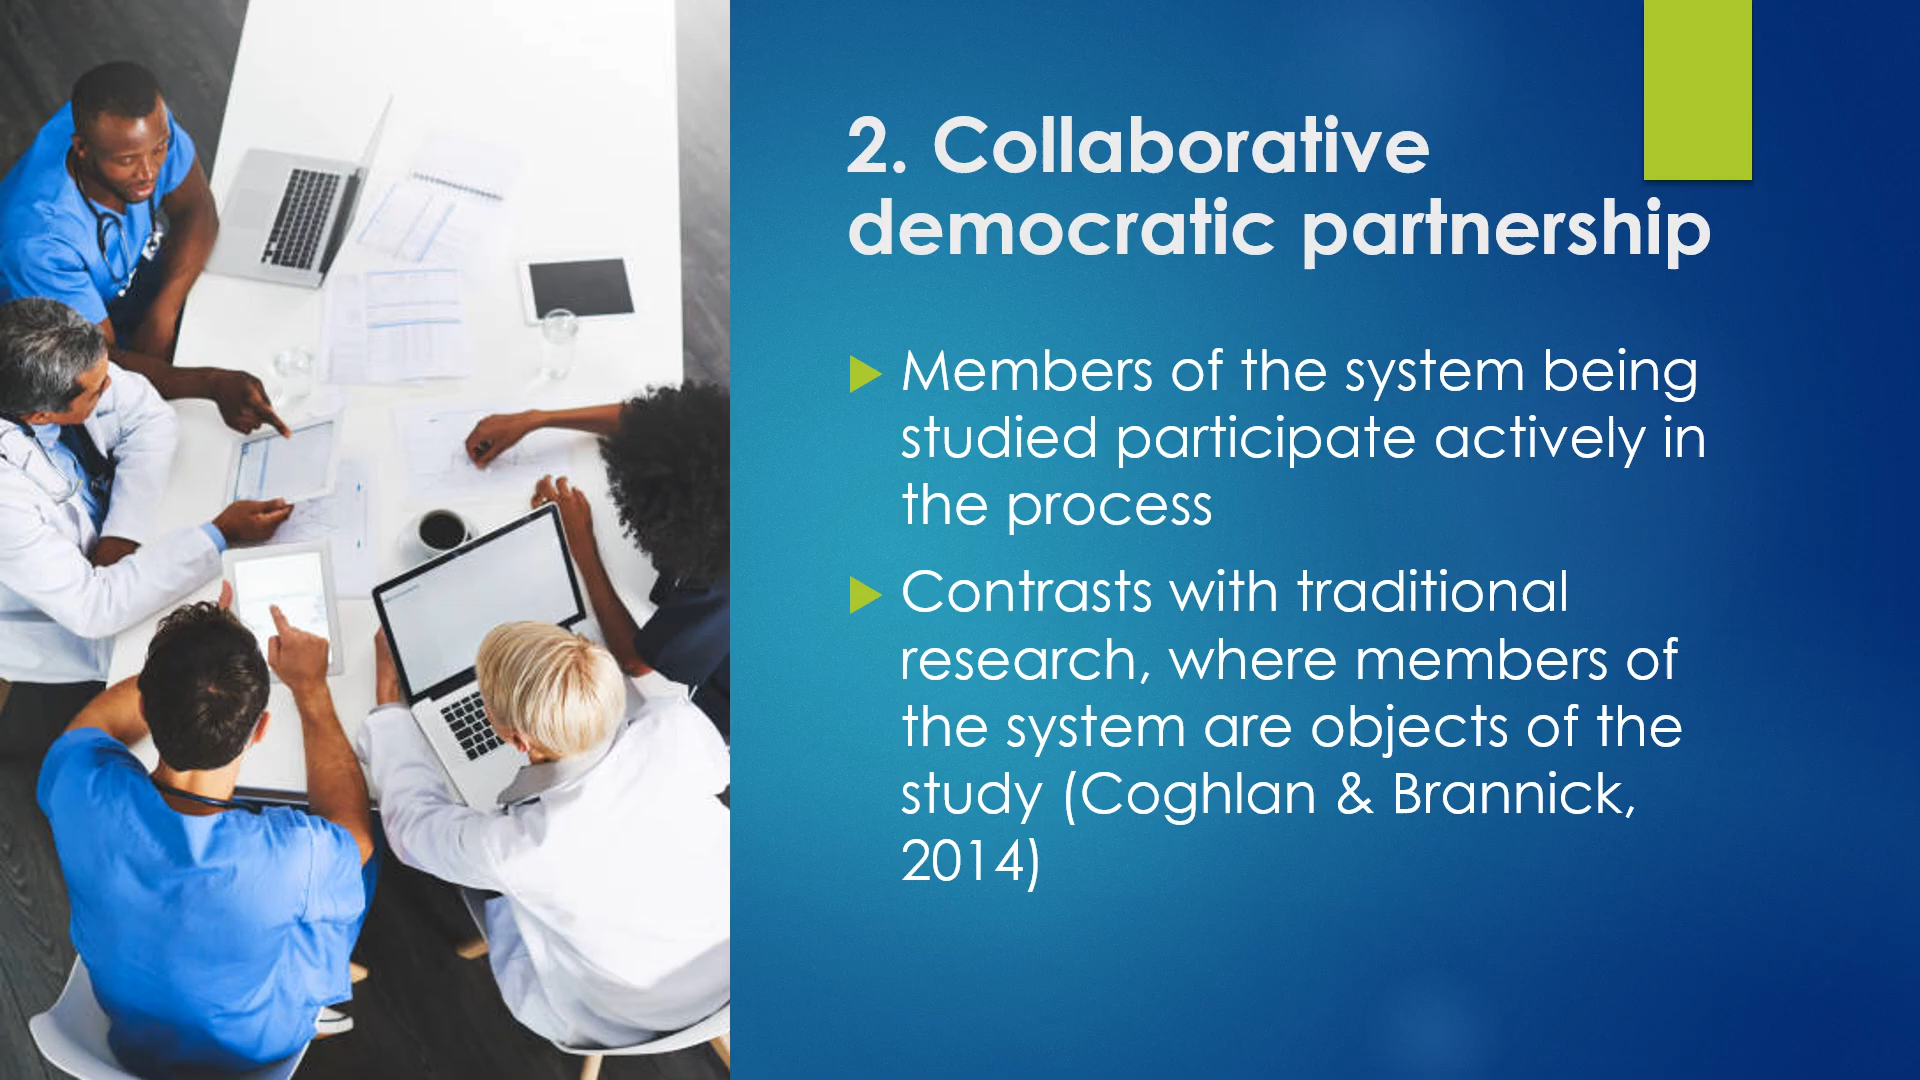 2. Collaborative
democratic partnership
Members of the system being
studied participate actively in
the process
Contrasts with traditional
research, where members of
the system are objects of the
study (Coghlan & Brannick,
2014)